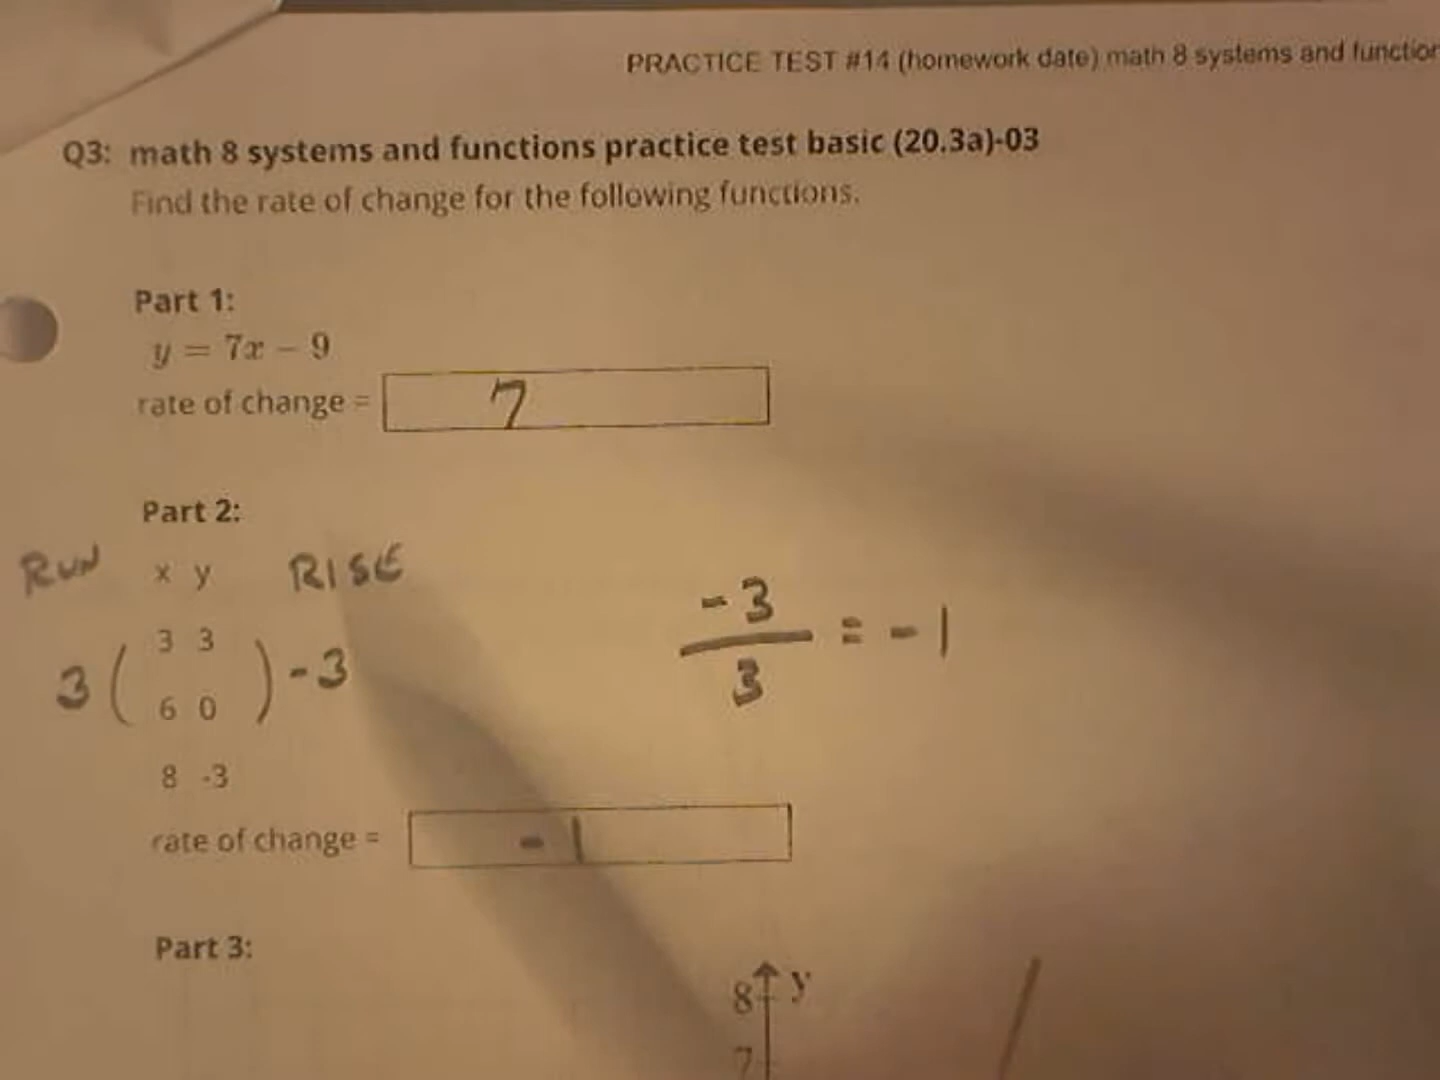 PRACTICE TEST #14 (homework date) math 8 systems and function
Q3: math 8 systems and functions practice test basic (20.3a)-03
Find the rate of change for the following functions.
Part 1:
y = 7x - 9
rate of change = 7
Part 2:
RUN x y RISE
3 3
3 ( ) -3
6 0
-3
/3 = -1
8 -3
rate of change = -1
Part 3:
8 y
7